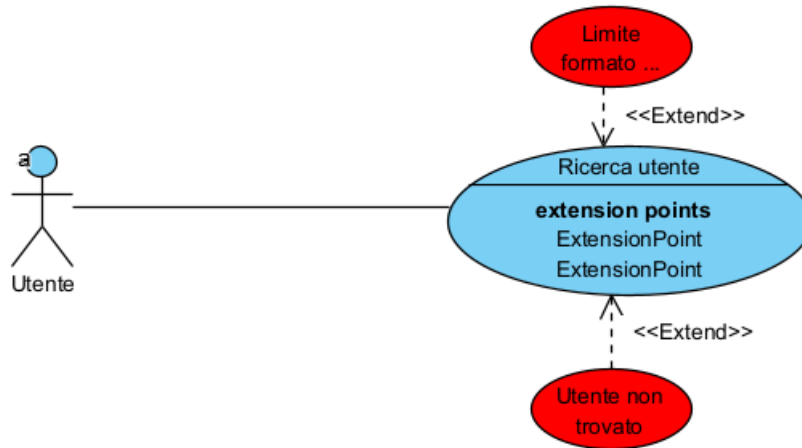 Limite
formato ...
<<Extend>>
a
Ricerca utente
extension points
ExtensionPoint
ExtensionPoint
Utente
<<Extend>>
Utente non
trovato